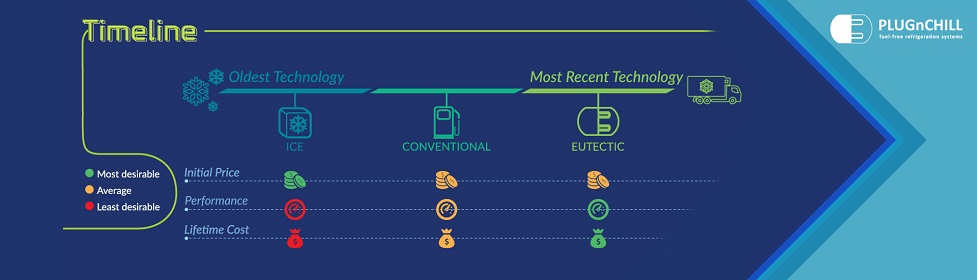 Timeline
PLUGnCHILL
fuel-free refrigeration systems
Oldest Technology
Most Recent Technology
ICE
CONVENTIONAL
EUTECTIC
Most desirable
Average
Least desirable
Initial Price
Performance
Lifetime Cost
$
$
$